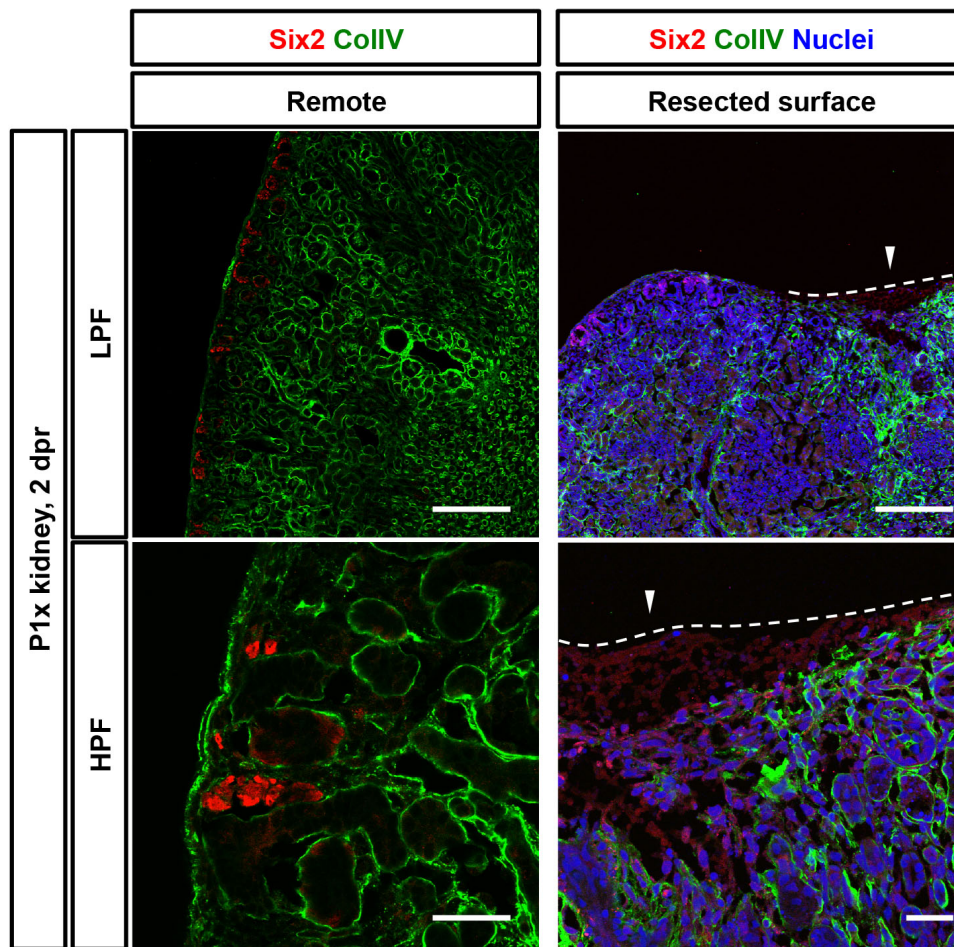 Six2 ColIV
Six2 ColIV Nuclei
Remote
Resected surface
P1x kidney, 2 dpr
LPF
HPF